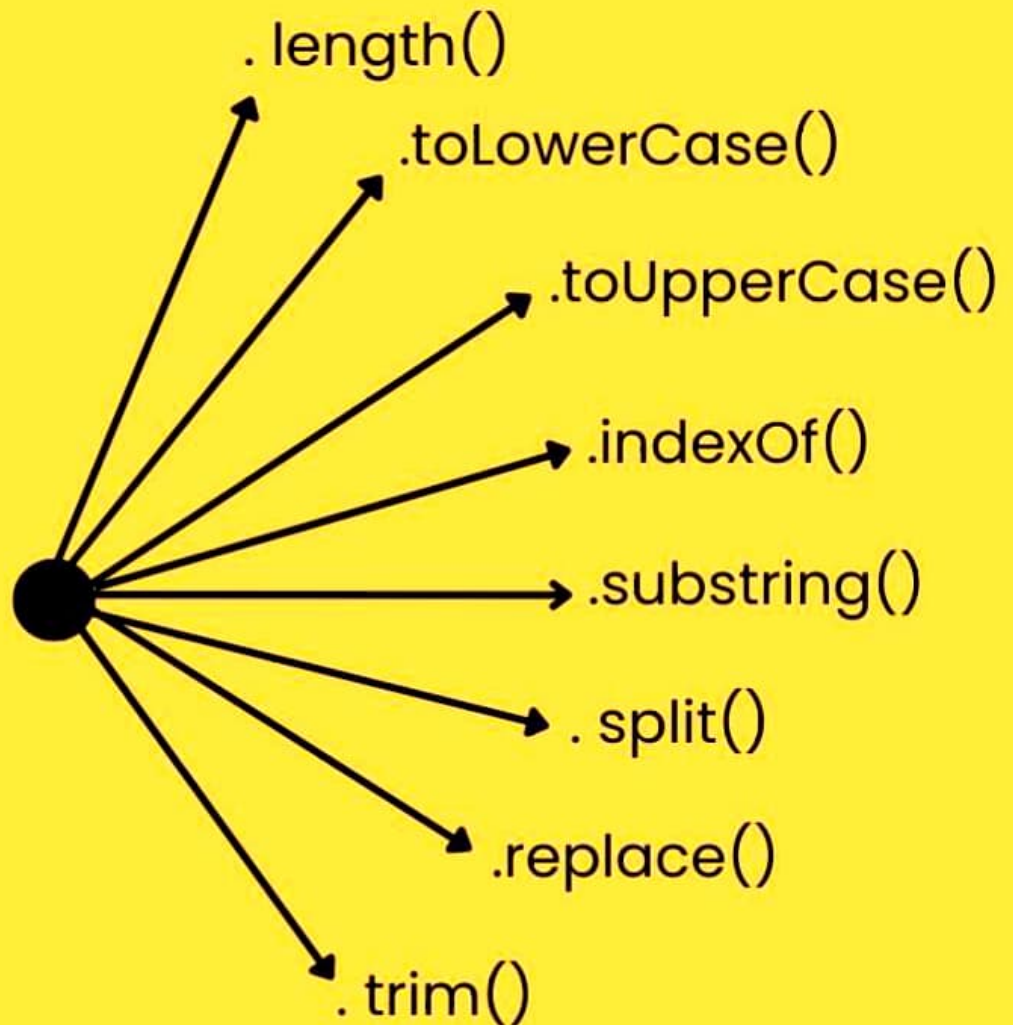 . length()
.toLowerCase()
.toUpperCase()
.indexOf()
.substring()
. split()
.replace()
. trim()